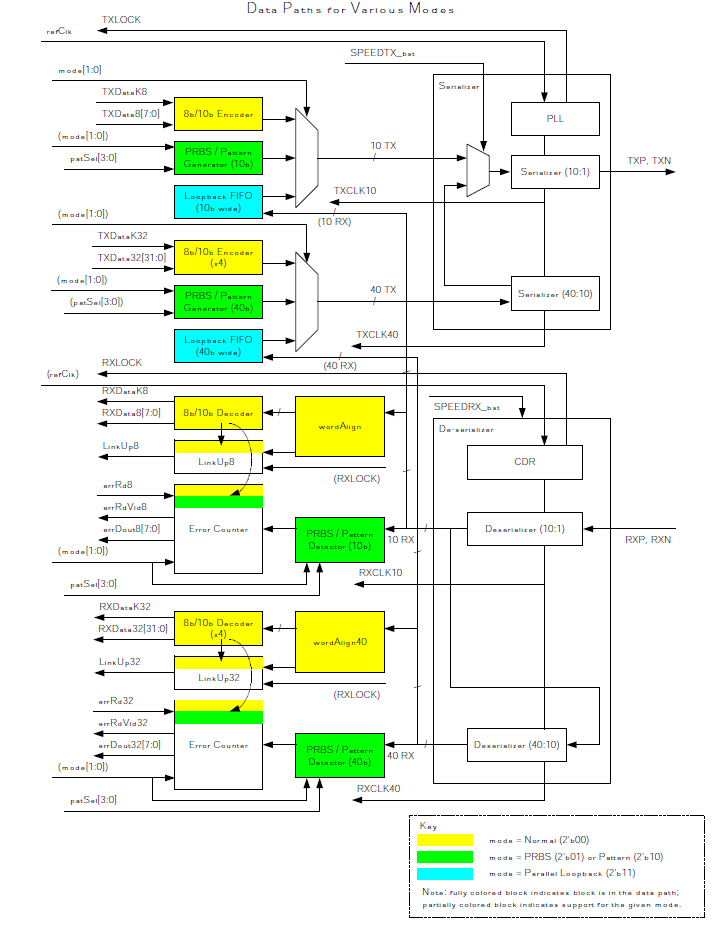 Data Paths for Various Modes
TXLOCK
refClk
SPEEDTX_bst
mode[1:0]
Serializer
TXDataK8
TXData8[7:0]
8b/10b Encoder
PLL
(mode[1:0])
patSel[3:0]
PRBS / Pattern
Generator (10b)
10 TX
TXP, TXN
Serializer (10:1)
Loopback FIFO
(10b wide)
TXCLK10
(mode[1:0])
(10 RX)
TXDataK32
TXData32[31:0]
8b/10b Encoder
(x4)
(mode[1:0])
(patSel[3:0])
PRBS / Pattern
Generator (40b)
40 TX
Serializer (40:10)
Loopback FIFO
(40b wide)
TXCLK40
(40 RX)
RXLOCK
(refClk)
RXDataK8
RXData8[7:0]
8b/10b Decoder
wordAlign
SPEEDRX_bst
De-serializer
LinkUp8
LinkUp8
CDR
(RXLOCK)
errRd8
errRdVld8
errDout8[7:0]
Error Counter
PRBS / Pattern
Detector (10b)
10 RX
Deserializer (10:1)
RXP, RXN
(mode[1:0])
patSel[3:0]
RXCLK10
RXDataK32
RXData32[31:0]
8b/10b Decoder
(x4)
wordAlign40
LinkUp32
LinkUp32
(RXLOCK)
errRd32
errRdVld32
errDout32[7:0]
Error Counter
PRBS / Pattern
Detector (40b)
40 RX
Deserializer (40:10)
(mode[1:0])
patSel[3:0]
RXCLK40
Key
mode = Normal (2'b00)
mode = PRBS (2'b01) or Pattern (2'b10)
mode = Parallel Loopback (2'b11)
Note: fully colored block indicates block is in the data path;
partially colored block indicates support for the given mode.